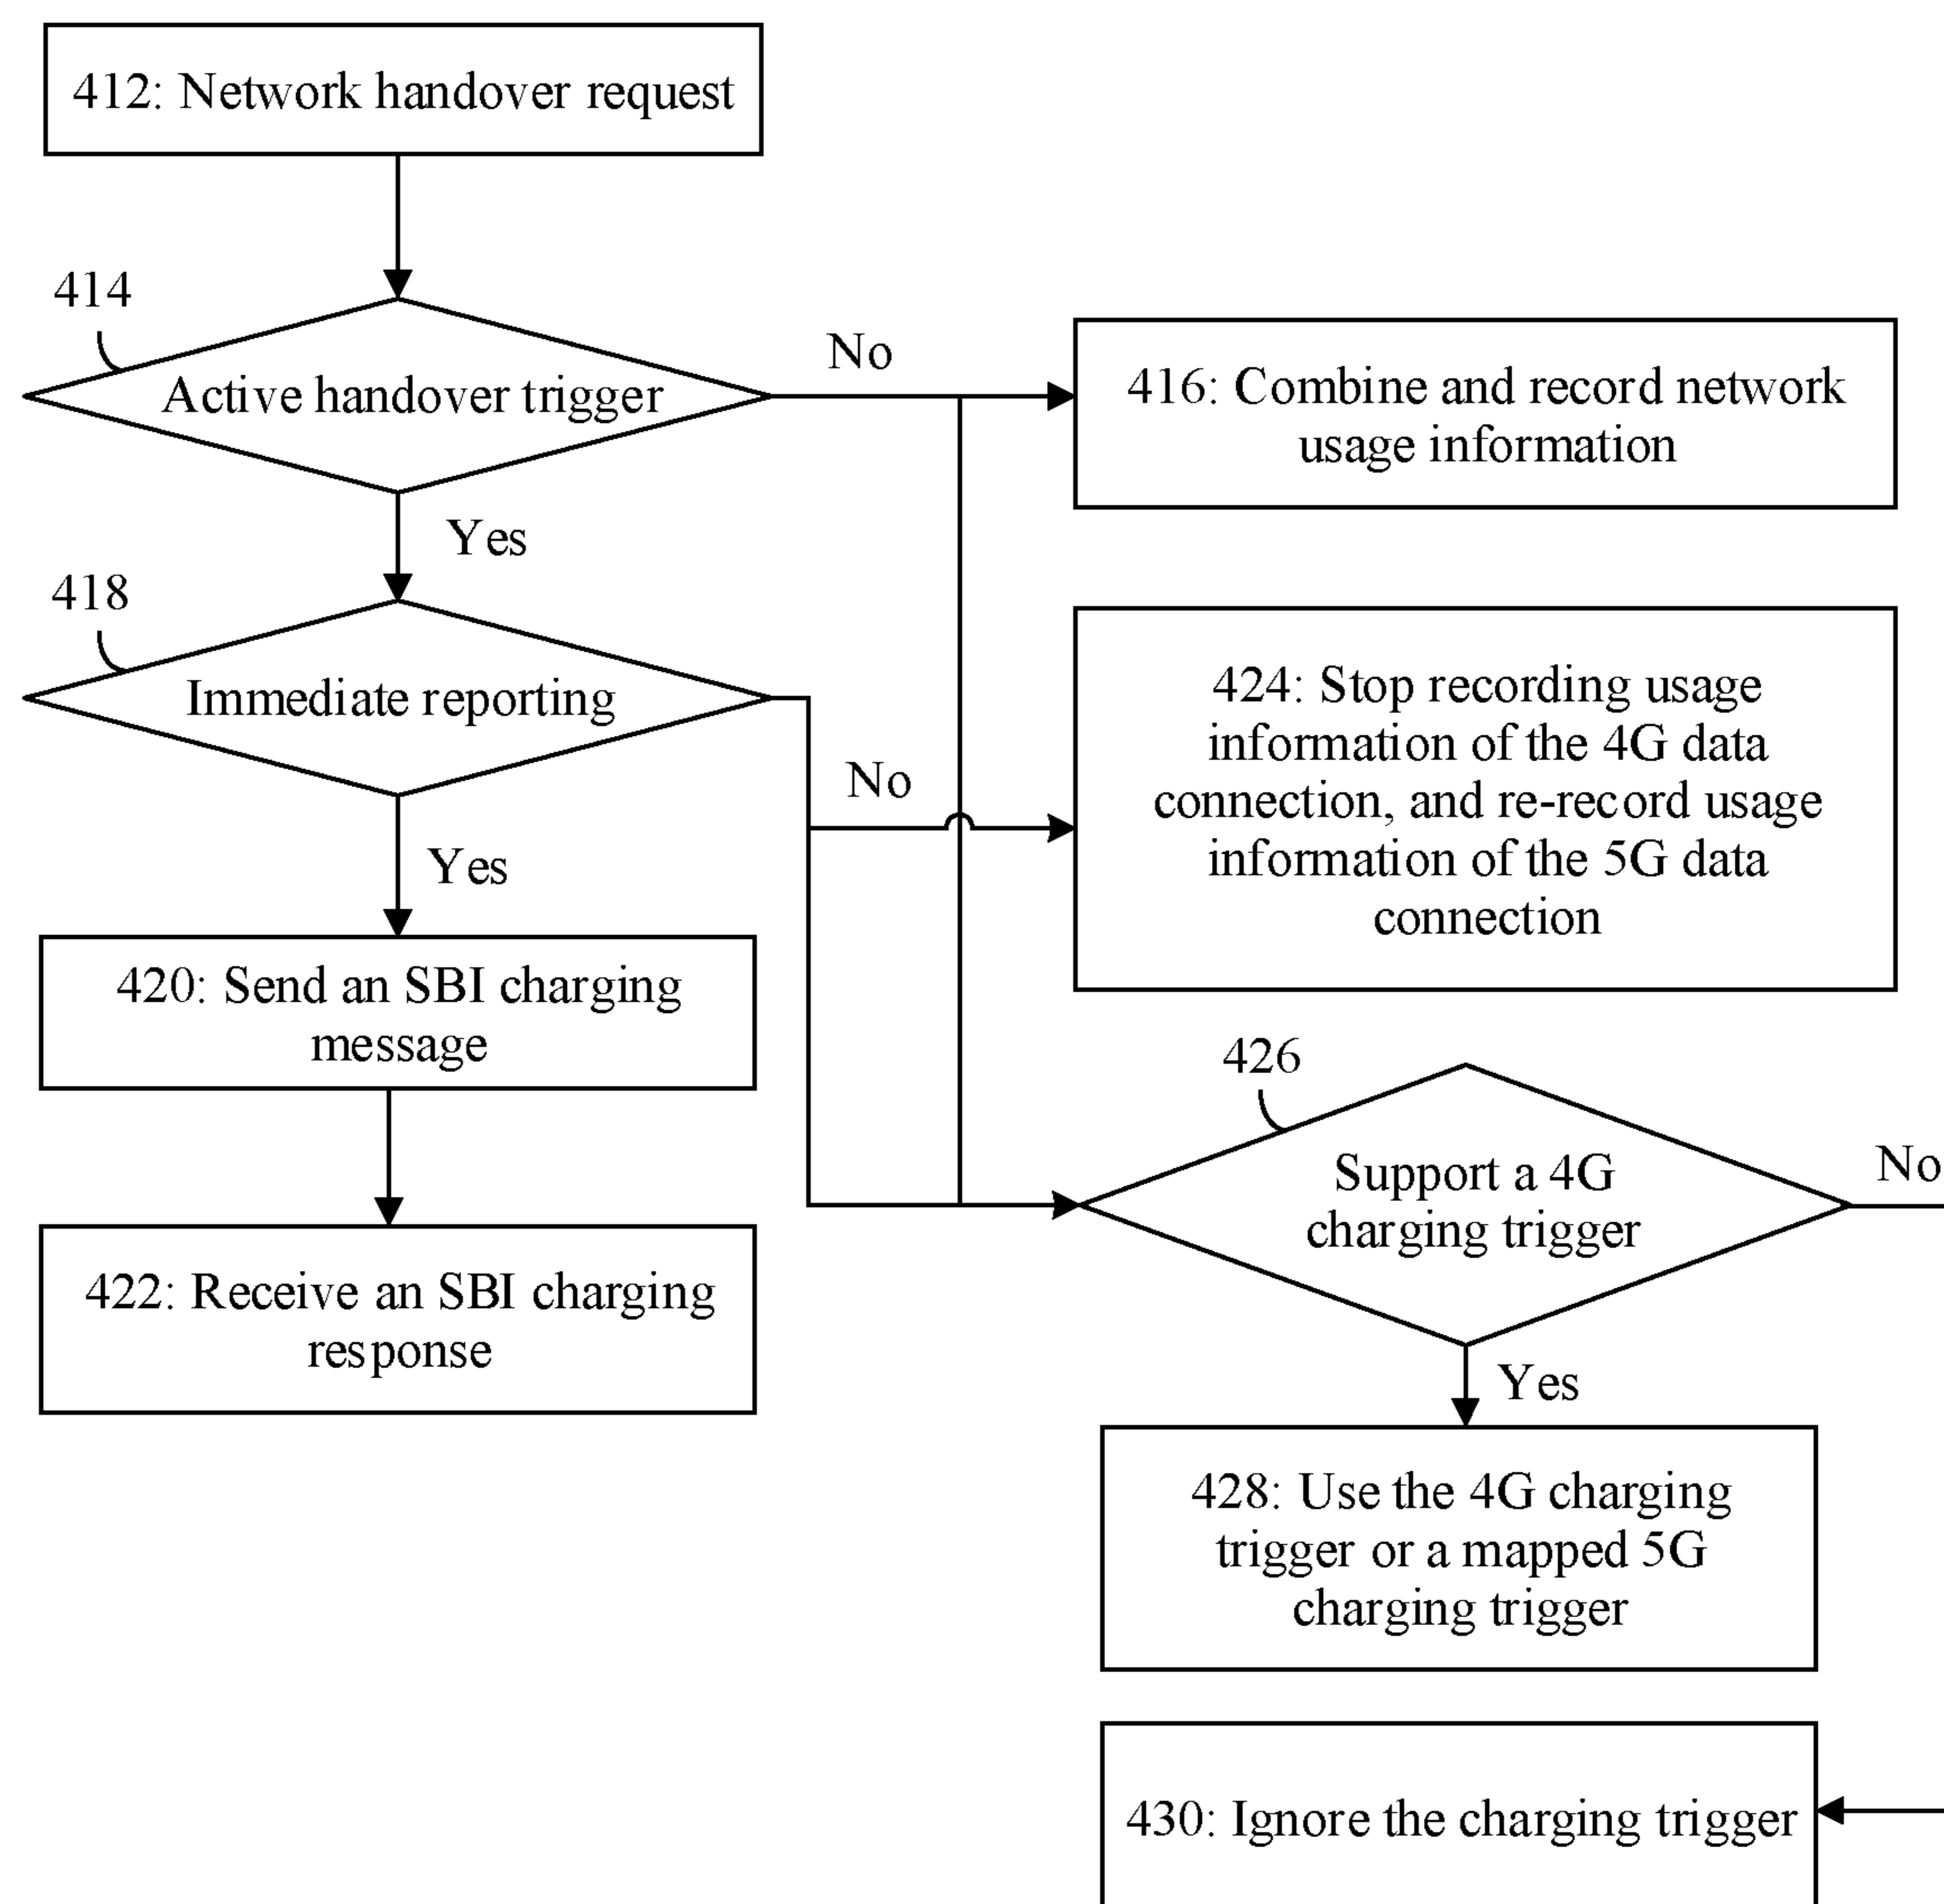 412: Network handover request
414
Active handover trigger
No
416: Combine and record network
usage information
Yes
418
Immediate reporting
No
424: Stop recording usage
information of the 4G data
connection, and re-record usage
information of the 5G data
connection
Yes
420: Send an SBI charging
message
422: Receive an SBI charging
response
426
Support a 4G
charging trigger
No
Yes
428: Use the 4G charging
trigger or a mapped 5G
charging trigger
430: Ignore the charging trigger